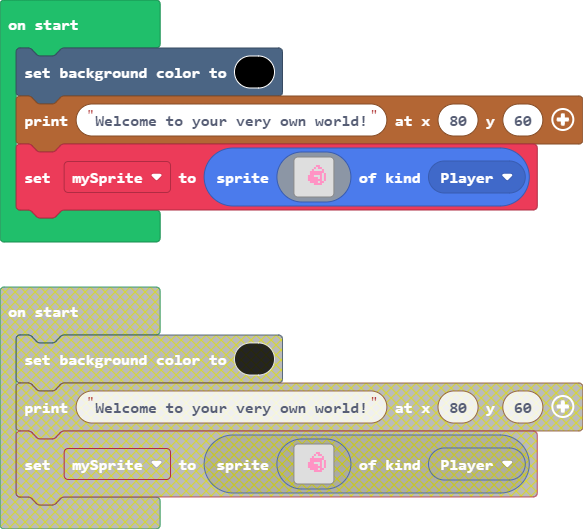 on start
set background color to
print "Welcome to your very own world!" at x 80 y 60
set mySprite to sprite of kind Player
on start
set background color to
print "Welcome to your very own world!" at x 80 y 60
set mySprite to sprite of kind Player